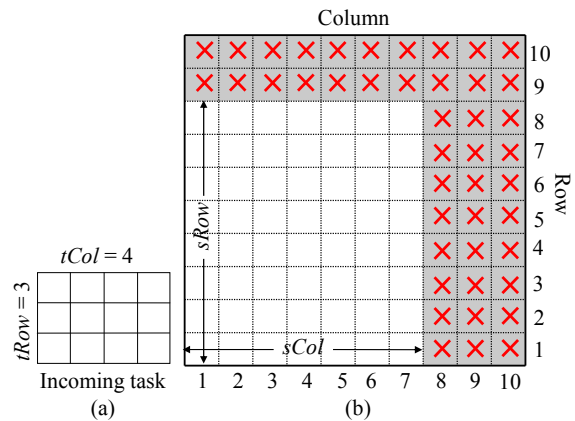 Column
10
9
8
7
6
5
4
3
2
1
Row
sRow
sCol
1 2 3 4 5 6 7 8 9 10
(b)
tCol = 4
tRow = 3
Incoming task
(a)